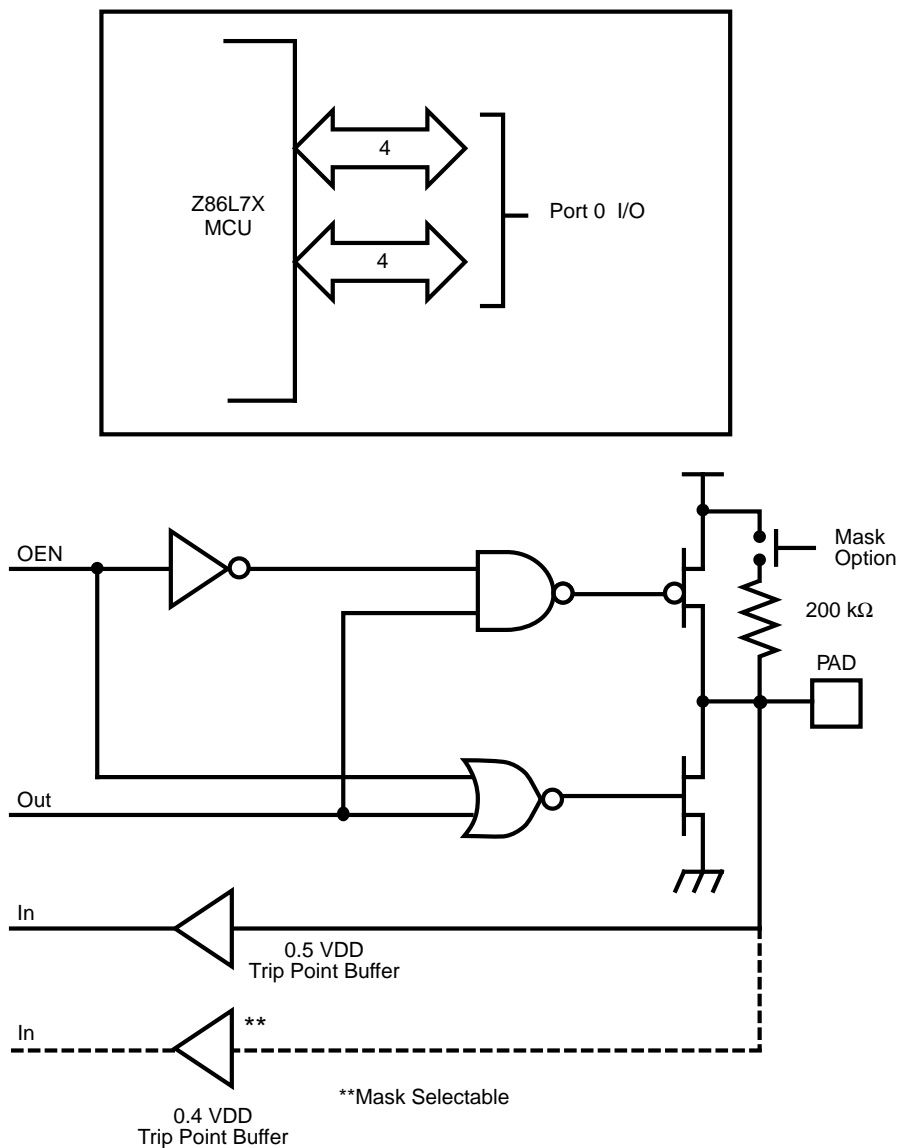 4
Z86L7X
MCU
Port 0 I/O
4
OEN
Mask
Option
200 kΩ
PAD
Out
In
0.5 VDD
Trip Point Buffer
In
**
**Mask Selectable
0.4 VDD
Trip Point Buffer